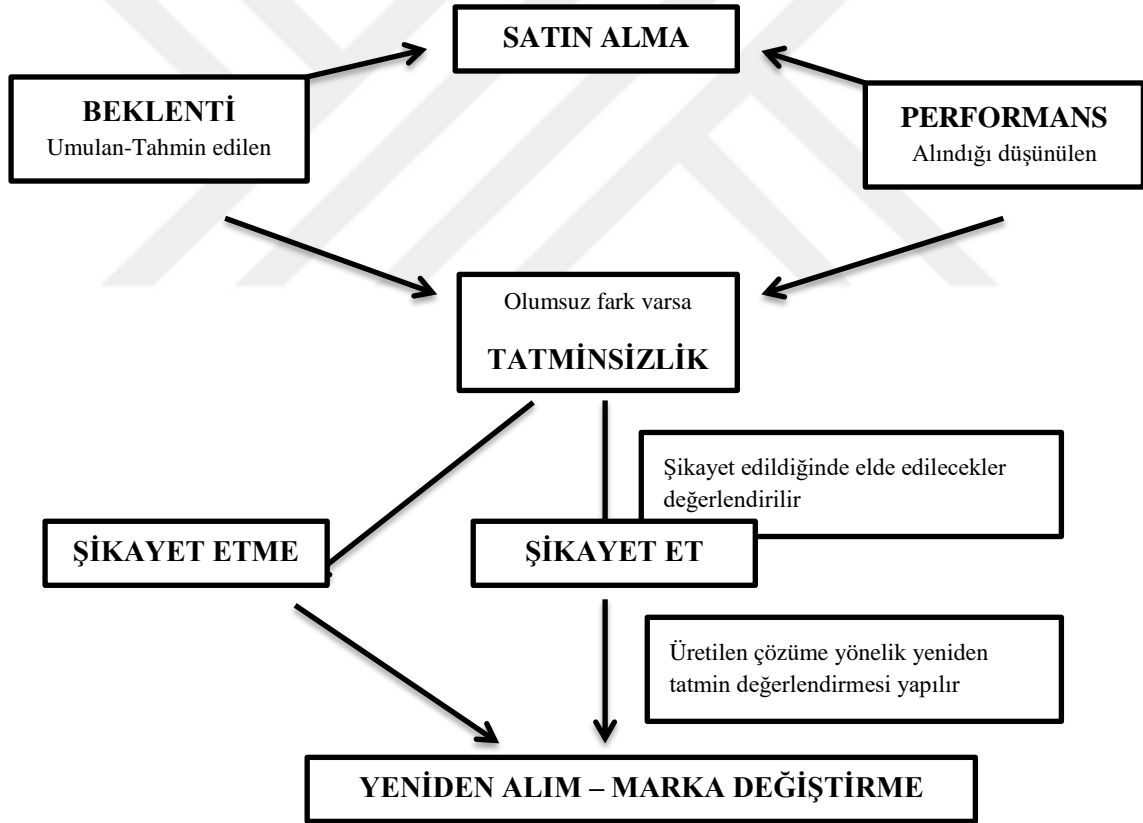 SATIN ALMA
BEKLENTİ
Umulan-Tahmin edilen
PERFORMANS
Alındığı düşünülen
Olumsuz fark varsa
TATMİNSİZLİK
Şikayet edildiğinde elde edilecekler
değerlendirilir
ŞİKAYET ETME
ŞİKAYET ET
Üretilen çözüme yönelik yeniden
tatmin değerlendirmesi yapılır
YENİDEN ALIM – MARKA DEĞİŞTİRME